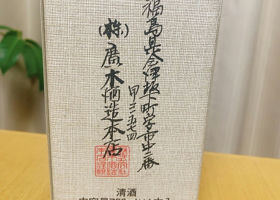 福島県会津坂下町字市中二番
甲三五七四
(株)廣木酒造本店
清酒